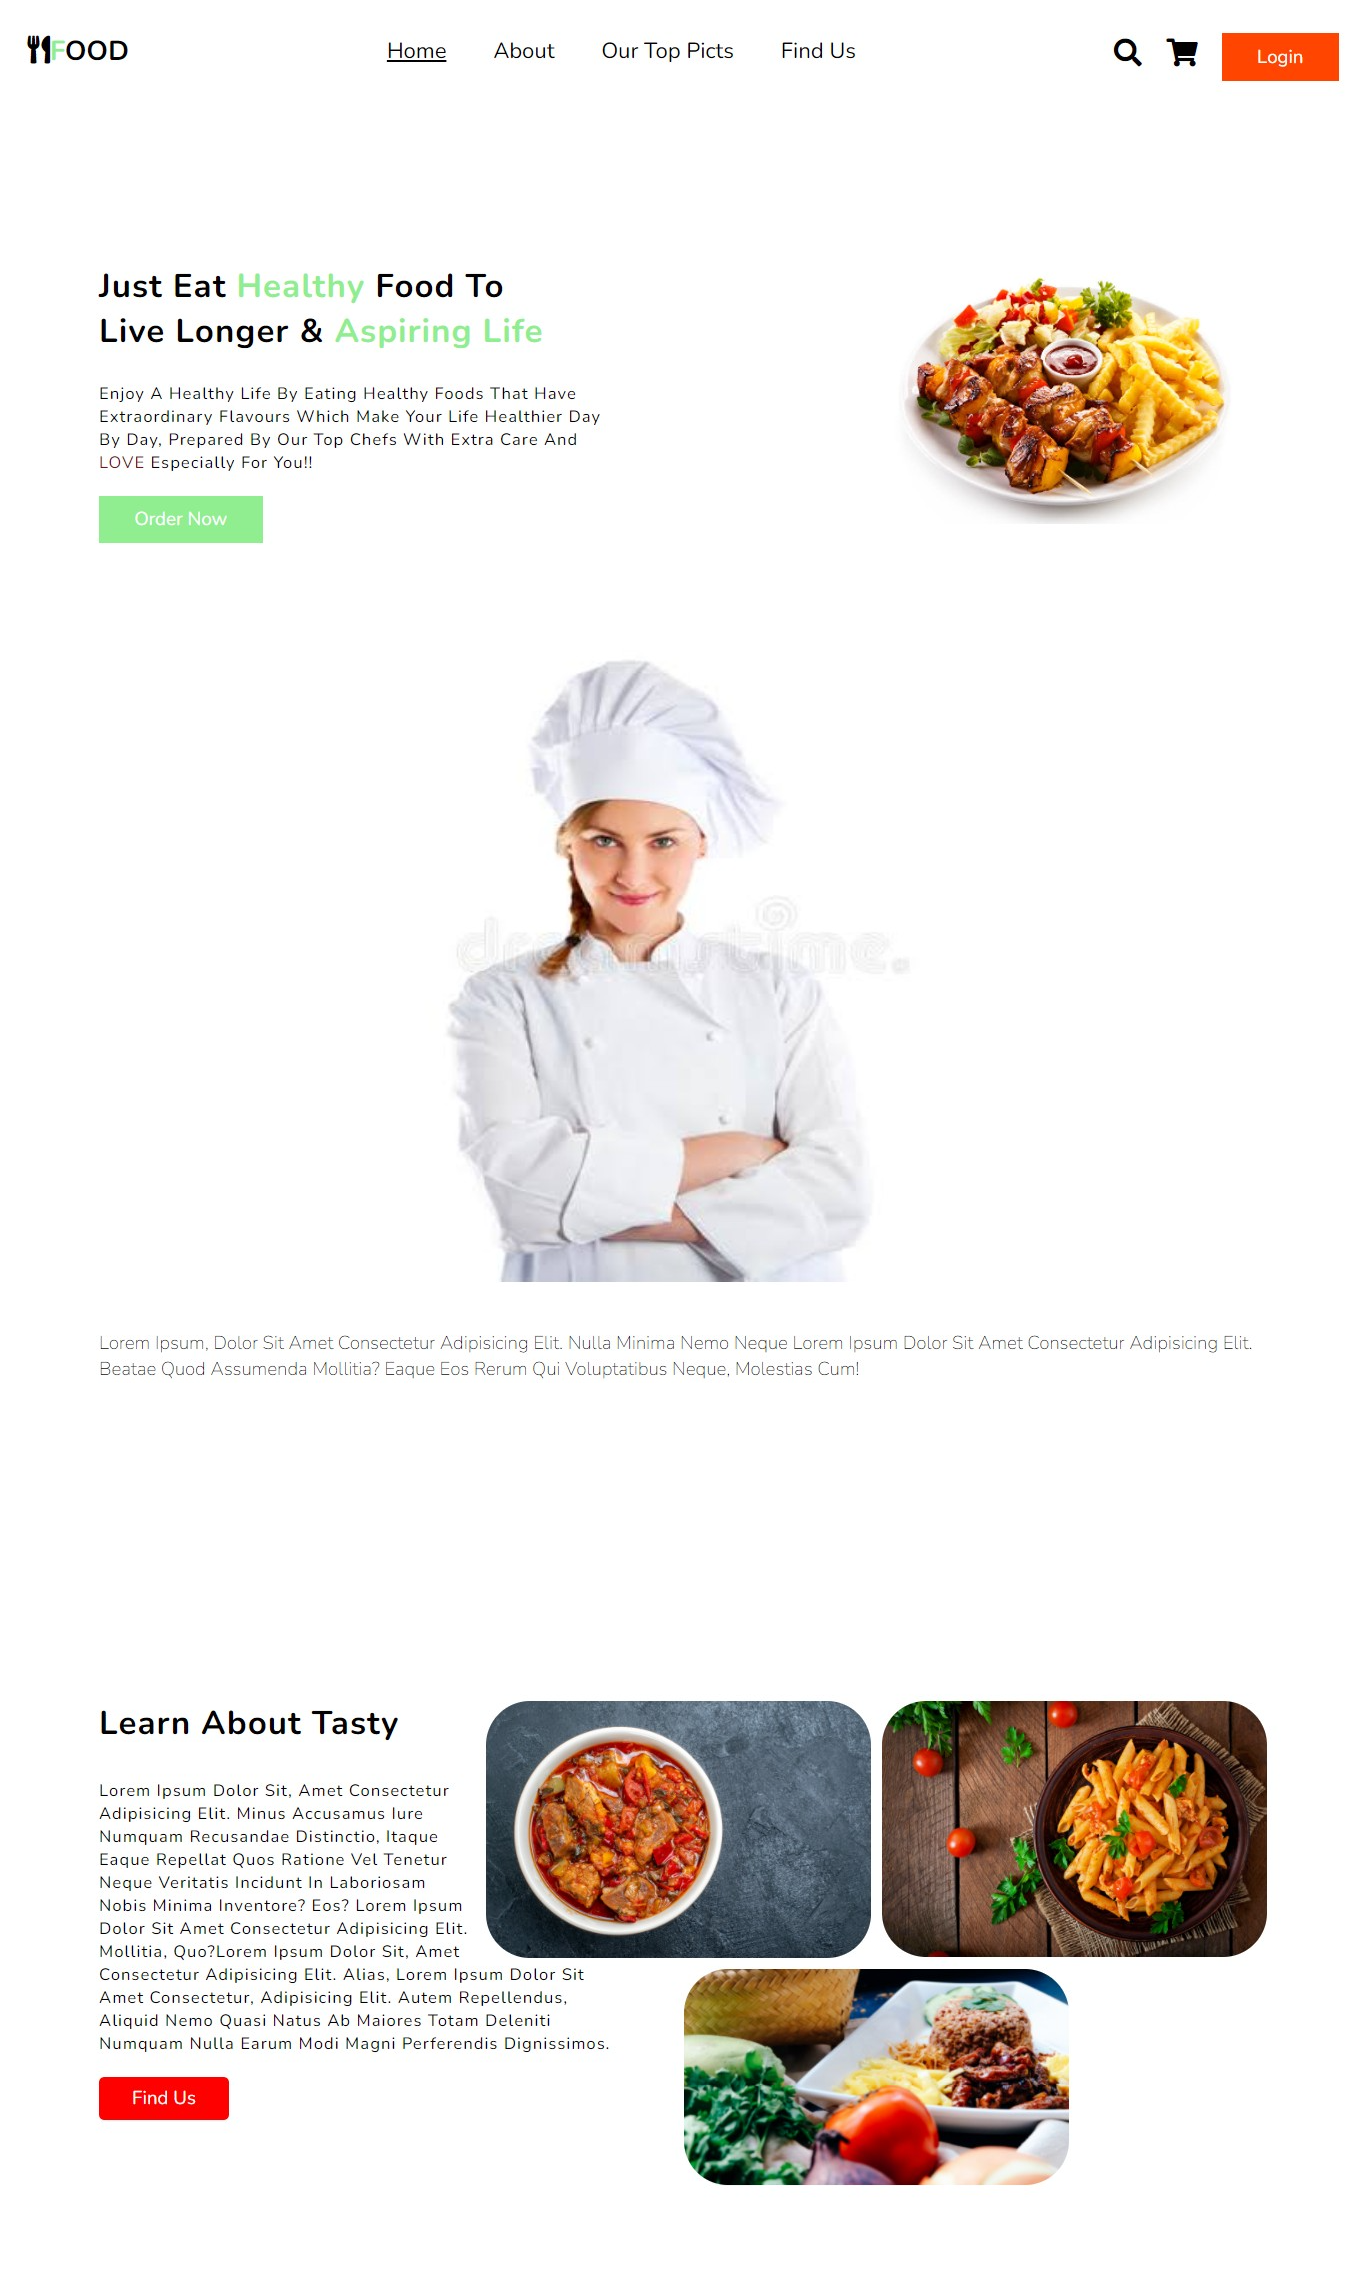 FOOD
Home About Our Top Picts Find Us
Login
Just Eat Healthy Food To
Live Longer & Aspiring Life
Enjoy A Healthy Life By Eating Healthy Foods That Have
Extraordinary Flavours Which Make Your Life Healthier Day
By Day, Prepared By Our Top Chefs With Extra Care And
LOVE Especially For You!!
Order Now
dreamstime.
Lorem Ipsum, Dolor Sit Amet Consectetur Adipisicing Elit. Nulla Minima Nemo Neque Lorem Ipsum Dolor Sit Amet Consectetur Adipisicing Elit.
Beatae Quod Assumenda Mollitia? Eaque Eos Rerum Qui Voluptatibus Neque, Molestias Cum!
Learn About Tasty
Lorem Ipsum Dolor Sit, Amet Consectetur
Adipisicing Elit. Minus Accusamus Iure
Numquam Recusandae Distinctio, Itaque
Eaque Repellat Quos Ratione Vel Tenetur
Neque Veritatis Incidunt In Laboriosam
Nobis Minima Inventore? Eos? Lorem Ipsum
Dolor Sit Amet Consectetur Adipisicing Elit.
Mollitia, Quo?Lorem Ipsum Dolor Sit, Amet
Consectetur Adipisicing Elit. Alias, Lorem Ipsum Dolor Sit
Amet Consectetur, Adipisicing Elit. Autem Repellendus,
Aliquid Nemo Quasi Natus Ab Maiores Totam Deleniti
Numquam Nulla Earum Modi Magni Perferendis Dignissimos.
Find Us